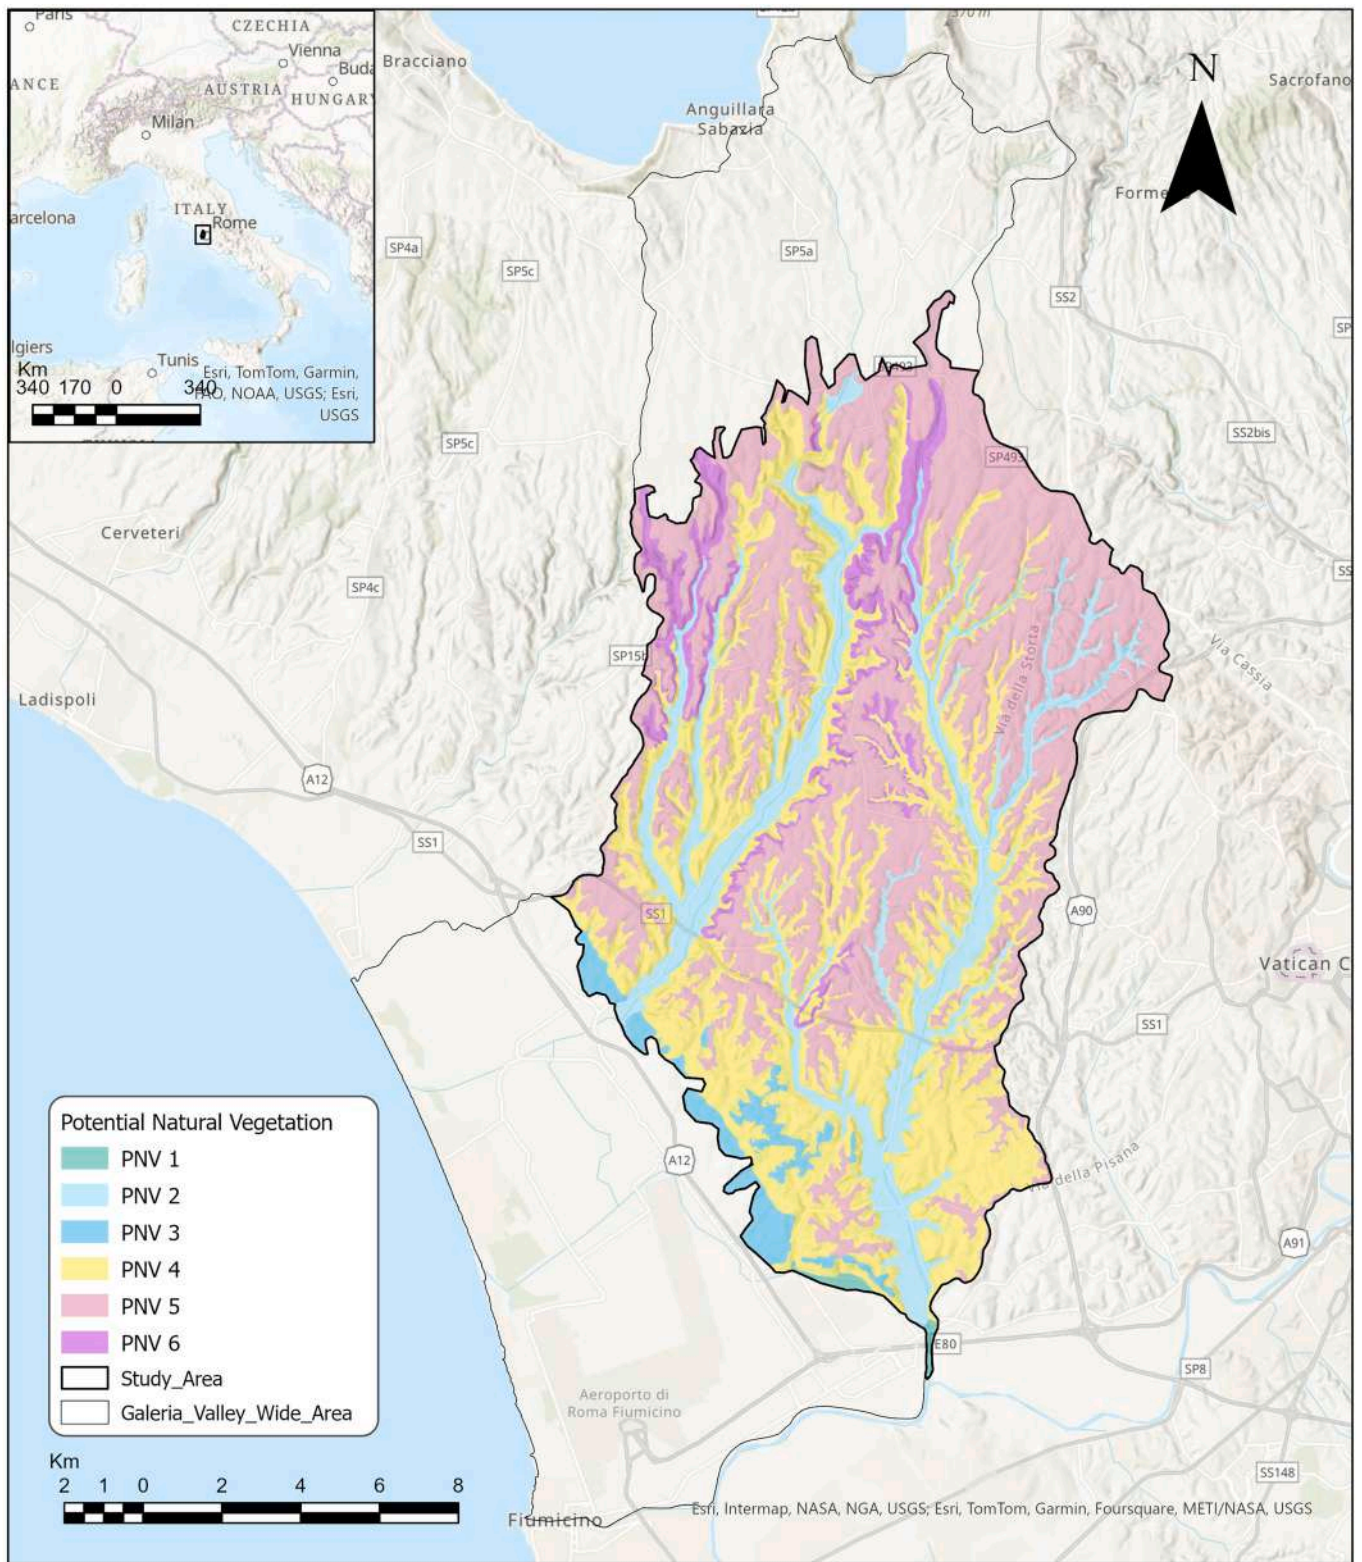 Paris
CZECHIA
Vienna
ANCE
AUSTRIA
HUNGARY
Milan
ITALY
Rome
arcelona
lgiers
Tunis
Km
340 170 0 340
Esri, TomTom, Garmin,
FAO, NOAA, USGS; Esri,
USGS
Bracciano
370 m
N
Sacrofano
Anguillara
Sabazia
SP4a
SP5c
SP5a
SS2
SP
SP5c
SS2bis
SP493
Cerveteri
SP4c
SS
SP15b
Via della Storta
Via Cassia
Ladispoli
A12
SS1
SS1
A90
Vatican C
SS1
A12
Via della Pisana
A91
Potential Natural Vegetation
PNV 1
PNV 2
PNV 3
PNV 4
PNV 5
PNV 6
Study_Area
Galeria_Valley_Wide_Area
E80
SP8
Aeroporto di
Roma Fiumicino
Km
2 1 0 2 4 6 8
SS148
Fiumicino
Esri, Intermap, NASA, NGA, USGS; Esri, TomTom, Garmin, Foursquare, METI/NASA, USGS